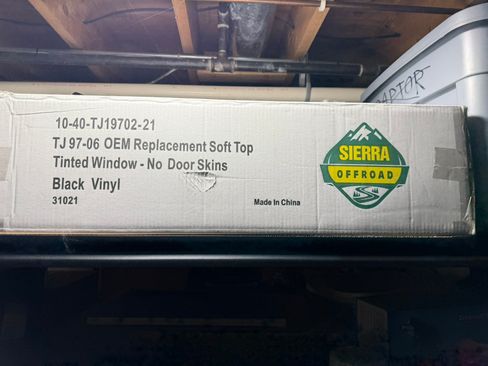 10-40-TJ19702-21
TJ 97-06 OEM Replacement Soft Top
Tinted Window - No Door Skins
Black Vinyl
31021
Made In China
SIERRA
OFFROAD